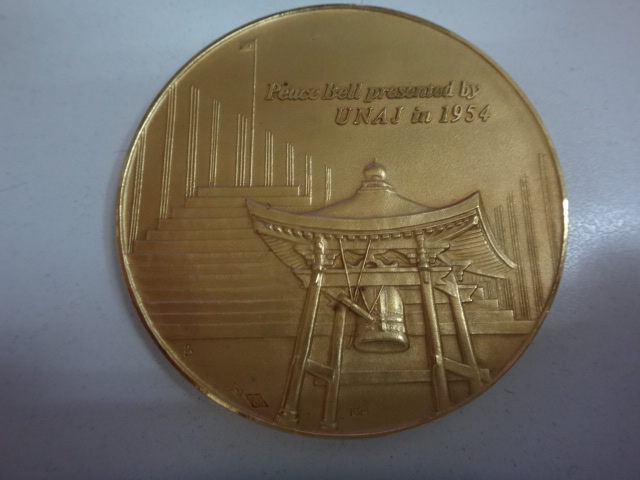 Peace Bell presented by
UNAJ in 1954